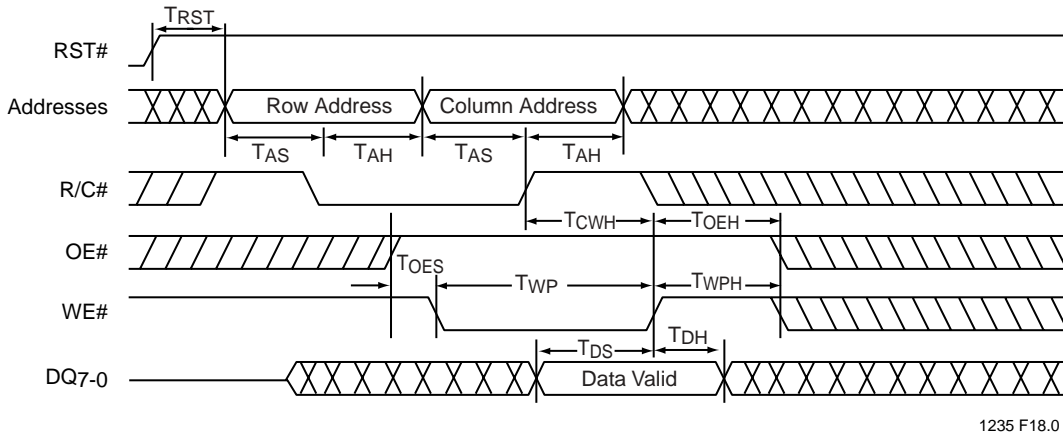 TRST
RST#
Addresses
Row Address
Column Address
TAS
TAH
TAS
TAH
R/C#
TCWH
TOEH
OE#
TOES
TWP
TWPH
WE#
TDS
TDH
DQ7-0
Data Valid
1235 F18.0